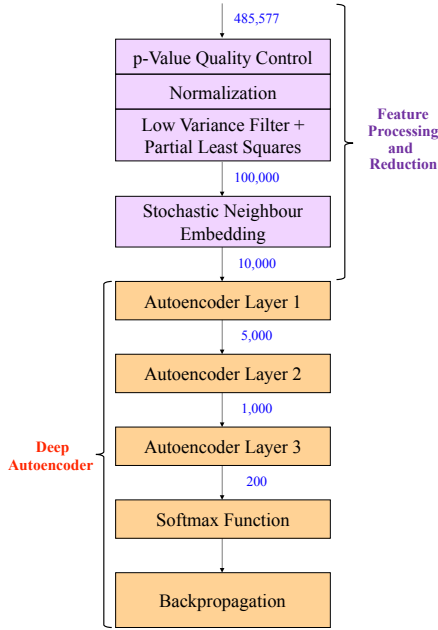 485,577
p-Value Quality Control
Normalization
Low Variance Filter +
Partial Least Squares
Feature
Processing
and
Reduction
100,000
Stochastic Neighbour
Embedding
10,000
Autoencoder Layer 1
5,000
Autoencoder Layer 2
1,000
Autoencoder Layer 3
Deep
Autoencoder
200
Softmax Function
Backpropagation